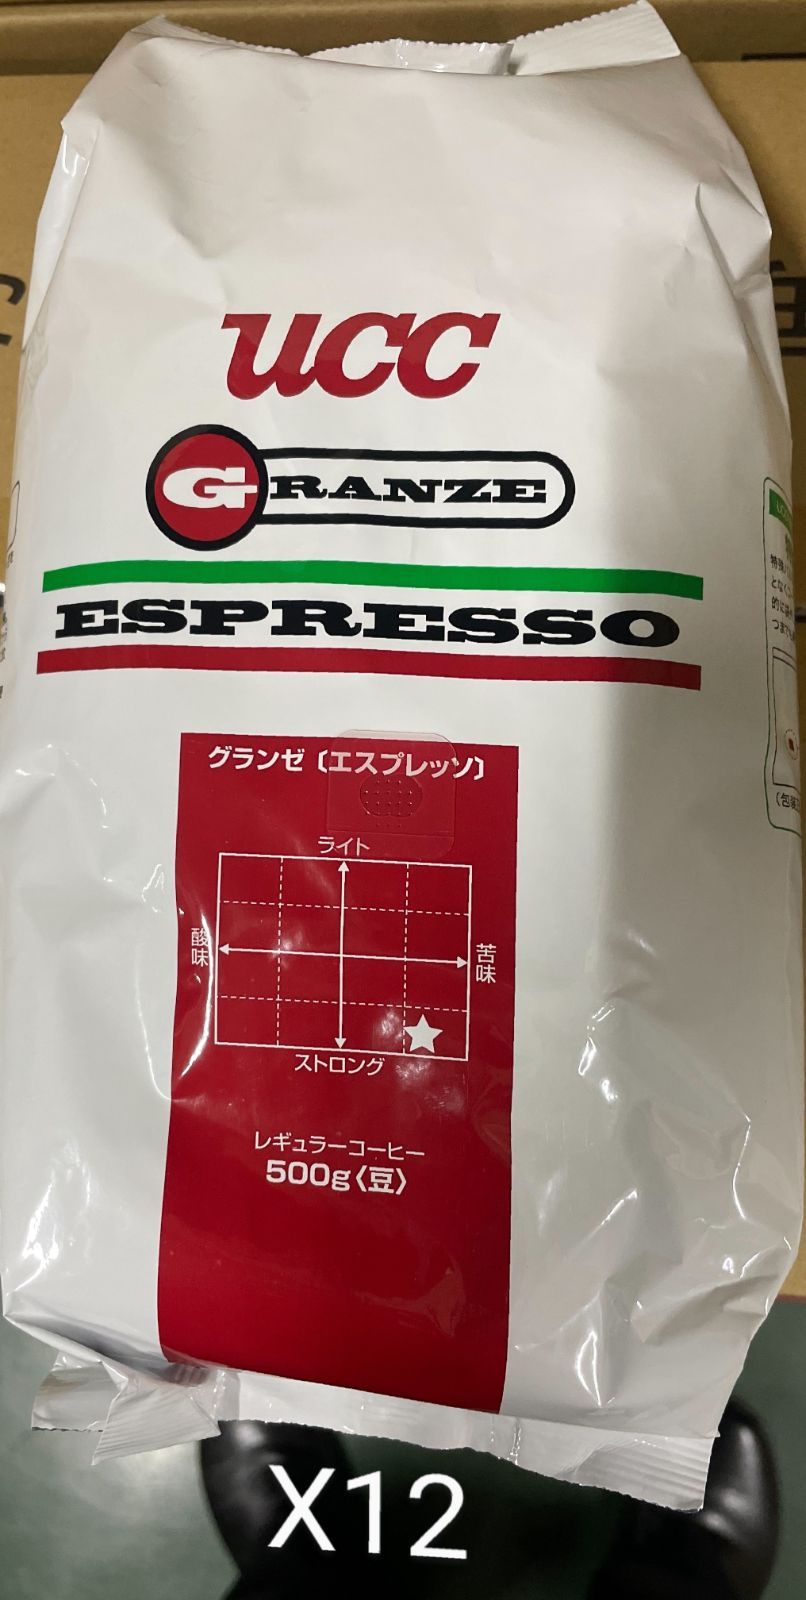 UCC
GRANZE
ESPRESSO
グランゼ〔エスプレッソ〕
ライト
酸味
苦味
ストロング
レギュラーコーヒー
500g〈豆〉
X12